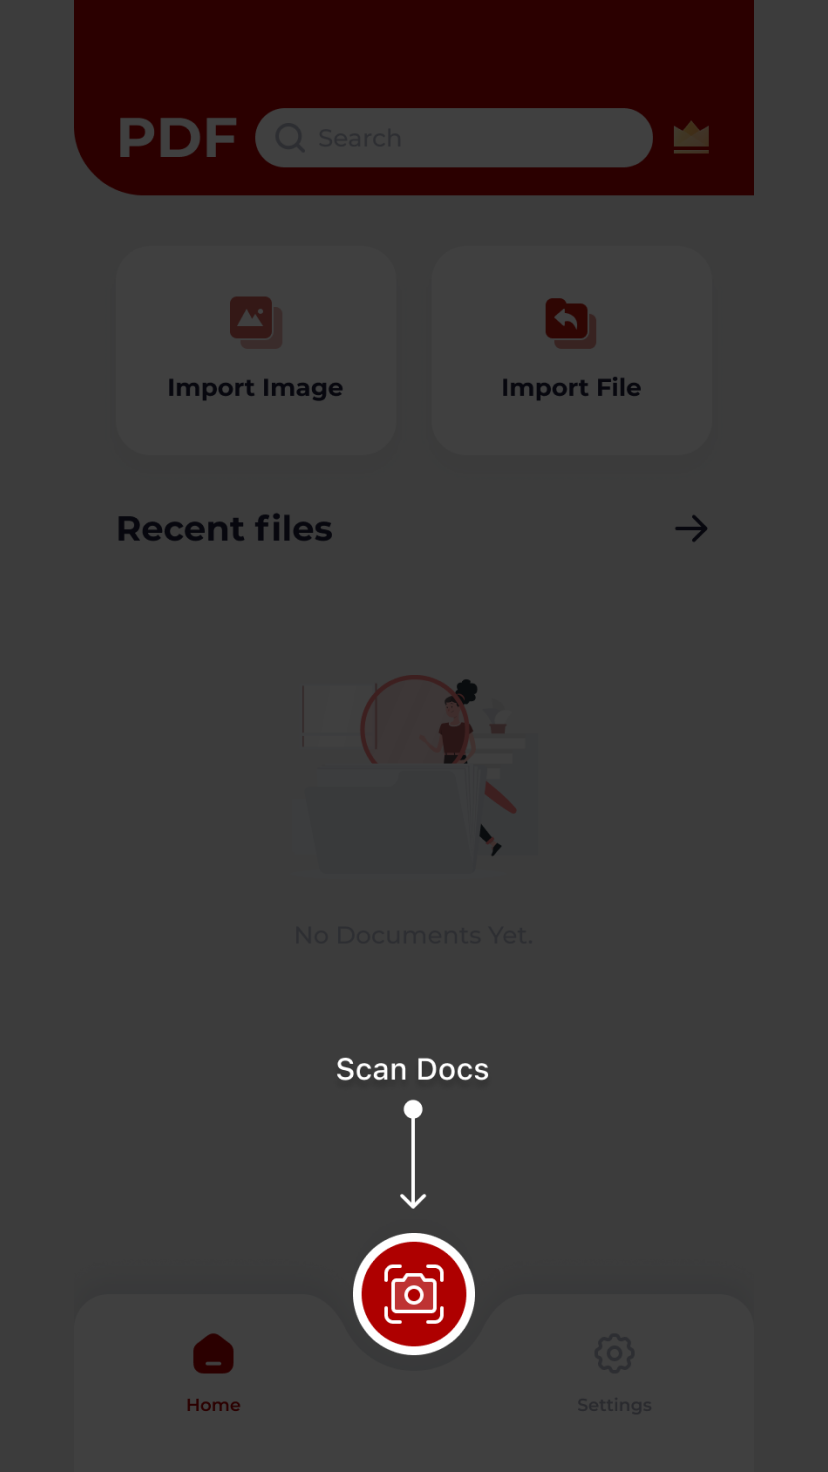 PDF Search
Import Image Import File
Recent files
No Documents Yet.
Scan Docs
Home Settings